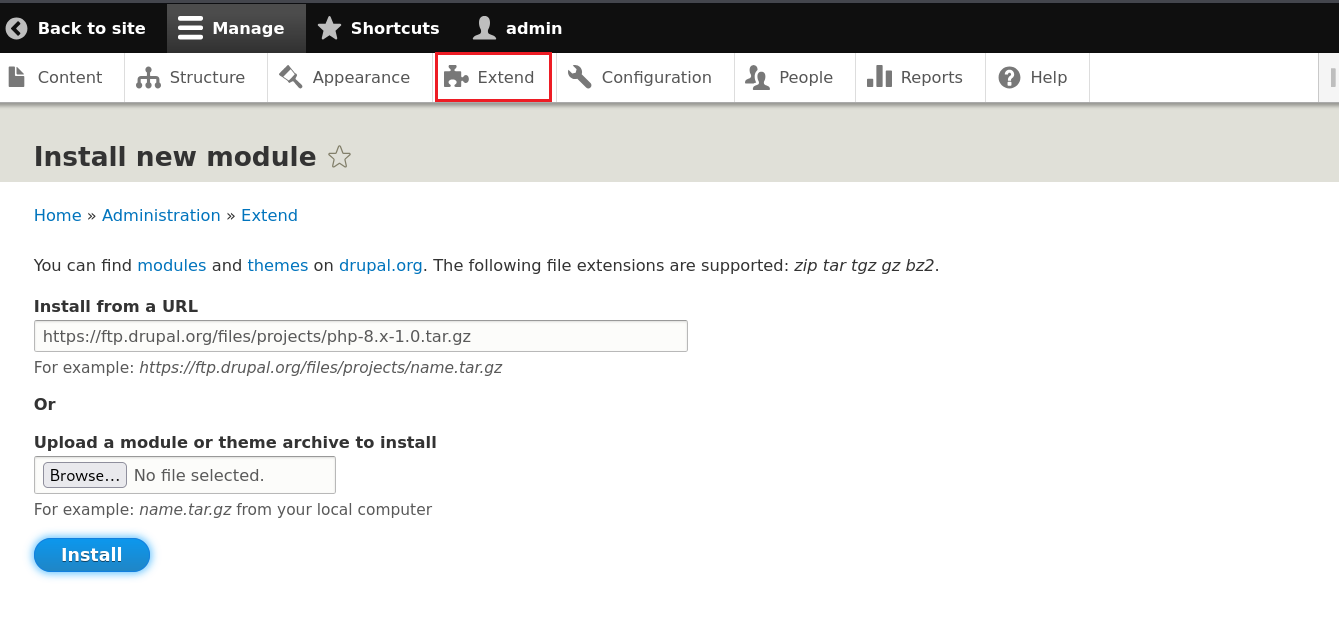 Back to site Manage Shortcuts admin
Content Structure Appearance Extend Configuration People Reports Help
Install new module
Home » Administration » Extend
You can find modules and themes on drupal.org. The following file extensions are supported: zip tar tgz gz bz2.
Install from a URL
https://ftp.drupal.org/files/projects/php-8.x-1.0.tar.gz
For example: https://ftp.drupal.org/files/projects/name.tar.gz
Or
Upload a module or theme archive to install
Browse... No file selected.
For example: name.tar.gz from your local computer
Install